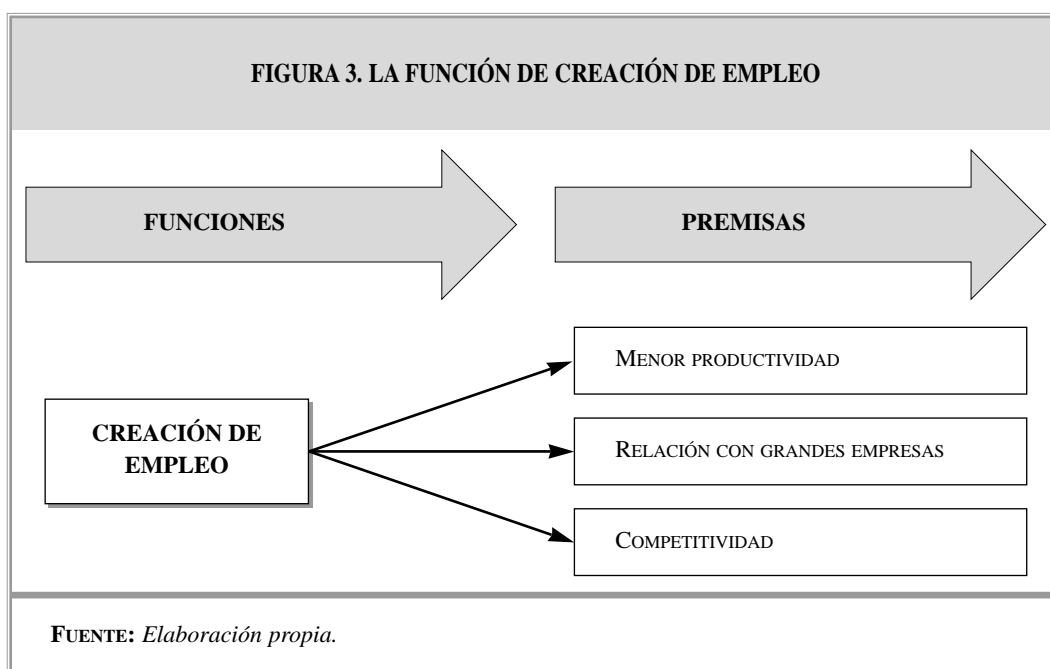 FIGURA 3. LA FUNCIÓN DE CREACIÓN DE EMPLEO
FUNCIONES
PREMISAS
MENOR PRODUCTIVIDAD
CREACIÓN DE
EMPLEO
RELACIÓN CON GRANDES EMPRESAS
COMPETITIVIDAD
FUENTE: Elaboración propia.